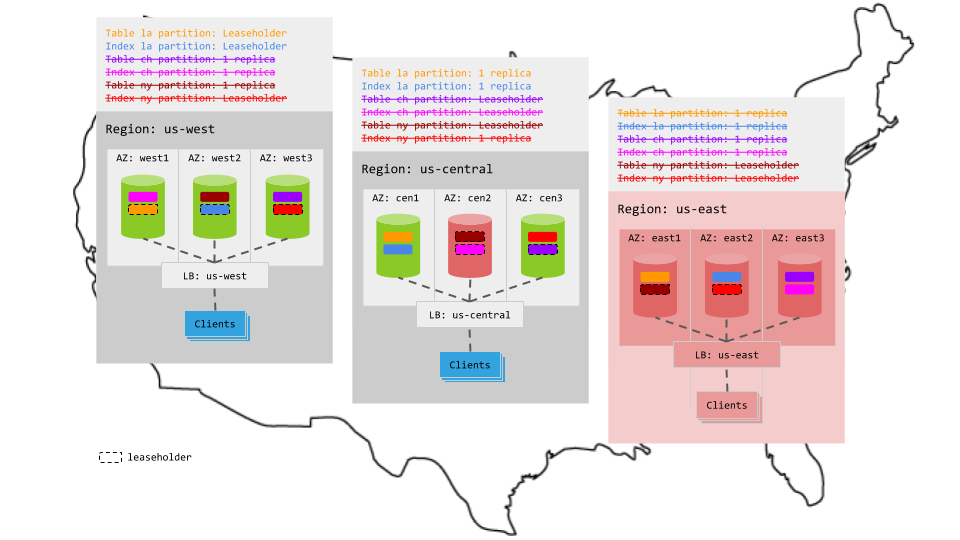 Table la partition: Leaseholder
Index la partition: Leaseholder
Table ch partition: 1 replica
Index ch partition: 1 replica
Table ny partition: 1 replica
Index ny partition: Leaseholder
Region: us-west
AZ: west1 AZ: west2 AZ: west3
LB: us-west
Clients
Table la partition: 1 replica
Index la partition: 1 replica
Table ch partition: Leaseholder
Index ch partition: Leaseholder
Table ny partition: Leaseholder
Index ny partition: 1 replica
Region: us-central
AZ: cen1 AZ: cen2 AZ: cen3
LB: us-central
Clients
Table la partition: 1 replica
Index la partition: 1 replica
Table ch partition: 1 replica
Index ch partition: 1 replica
Table ny partition: Leaseholder
Index ny partition: Leaseholder
Region: us-east
AZ: east1 AZ: east2 AZ: east3
LB: us-east
Clients
leaseholder